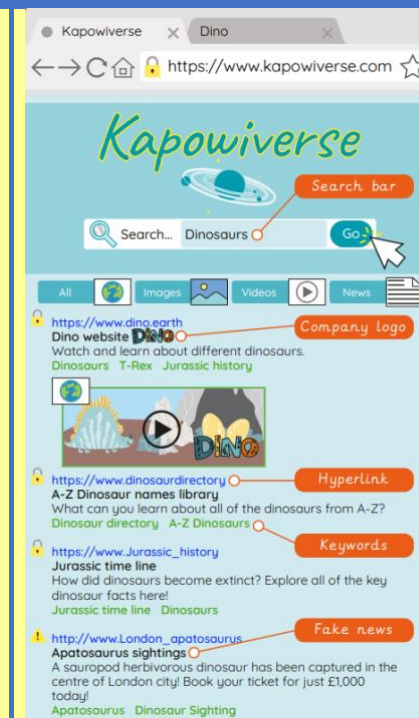 Kapowiverse
Dino
https://www.kapowiverse.com
Kapowiverse
Search bar
Search... Dinosaurs Go
All Images Videos News
https://www.dino.earth
Company logo
Dino website DINO
Watch and learn about different dinosaurs.
Dinosaurs T-Rex Jurassic history
DINO
https://www.dinosaurdirectory
Hyperlink
A-Z Dinosaur names library
What can you learn about all of the dinosaurs from A-Z?
Dinosaur directory A-Z Dinosaurs
Keywords
https://www.Jurassic_history
Jurassic time line
How did dinosaurs become extinct? Explore all of the key
dinosaur facts here!
Jurassic time line Dinosaurs
Fake news
http://www.London_apatosaurus
Apatosaurus sightings
A sauropod herbivorous dinosaur has been captured in the
centre of London city! Book your ticket for just £1,000
today!
Apatosaurus Dinosaur Sighting